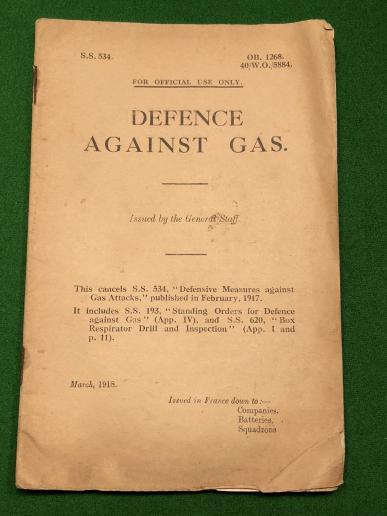 S.S. 534.
OB. 1268.
40/W.O./5884.
FOR OFFICIAL USE ONLY.
DEFENCE
AGAINST GAS.
Issued by the General Staff.
This cancels S.S. 534, "Defensive Measures against
Gas Attacks," published in February, 1917.
It includes S.S. 193, "Standing Orders for Defence
against Gas" (App. IV), and S.S. 620, "Box
Respirator Drill and Inspection" (App. I and
p. 11).
March, 1918.
Issued in France down to:—
Companies.
Batteries.
Squadrons